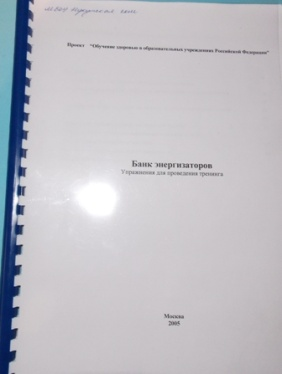 Проект "Обучение здоровью в образовательных учреждениях Российской Федерации"
Банк энергизаторов
Упражнения для проведения тренинга
Москва
2005